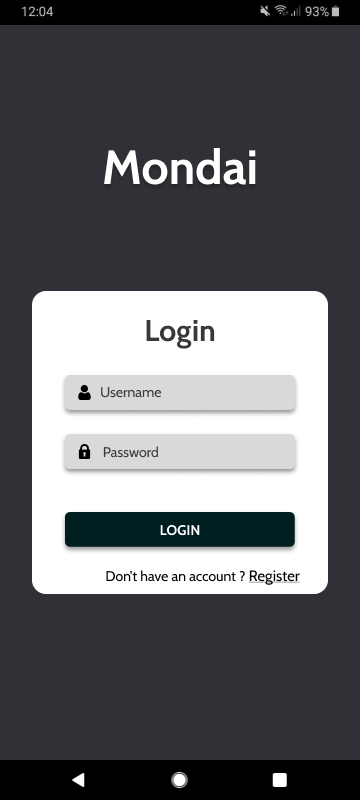 12:04 93%
Mondai
Login
Username
Password
LOGIN
Don't have an account ? Register